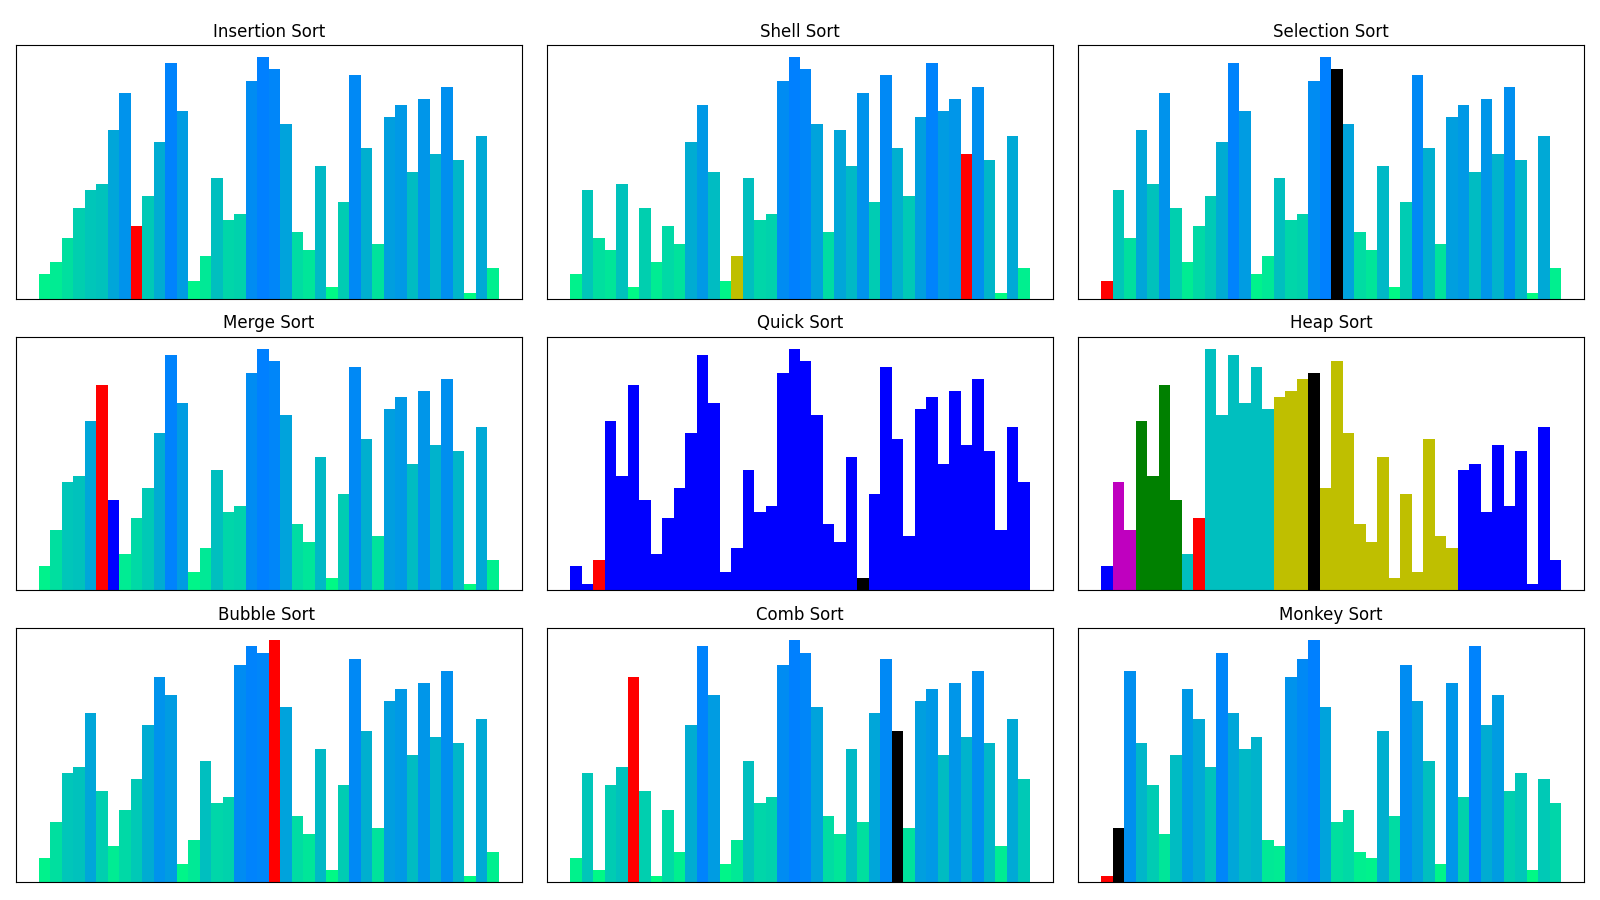 Insertion Sort
Shell Sort
Selection Sort
Merge Sort
Quick Sort
Heap Sort
Bubble Sort
Comb Sort
Monkey Sort